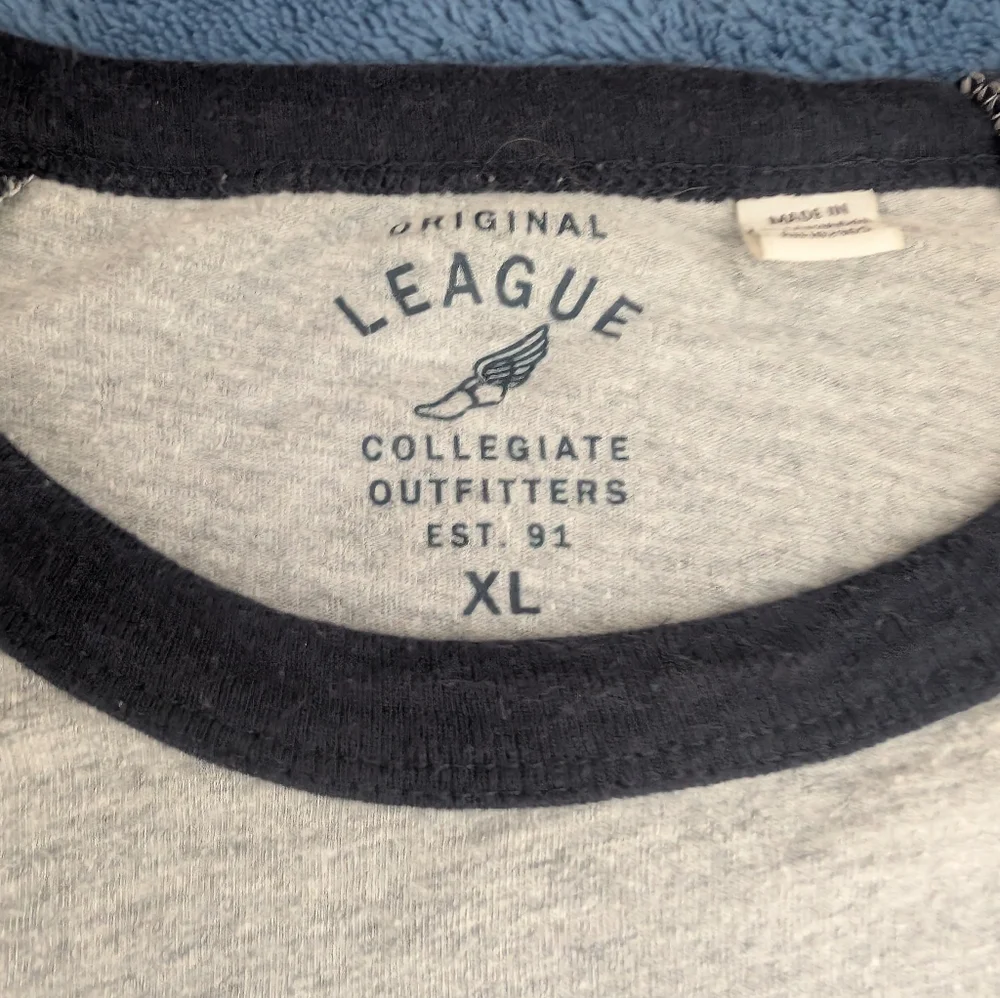 ORIGINAL
LEAGUE
COLLEGIATE
OUTFITTERS
EST. 91
XL
MADE IN